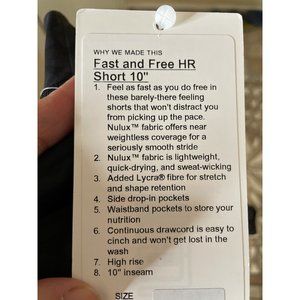 WHY WE MADE THIS
Fast and Free HR
Short 10"
1. Feel as fast as you do free in
these barely-there feeling
shorts that won't distract you
from picking up the pace.
Nulux™ fabric offers near
weightless coverage for a
seriously smooth stride
2. Nulux™ fabric is lightweight,
quick-drying, and sweat-wicking
3. Added Lycra® fibre for stretch
and shape retention
4. Side drop-in pockets
5. Waistband pockets to store your
nutrition
6. Continuous drawcord is easy to
cinch and won't get lost in the
wash
7. High rise
8. 10" inseam
SIZE